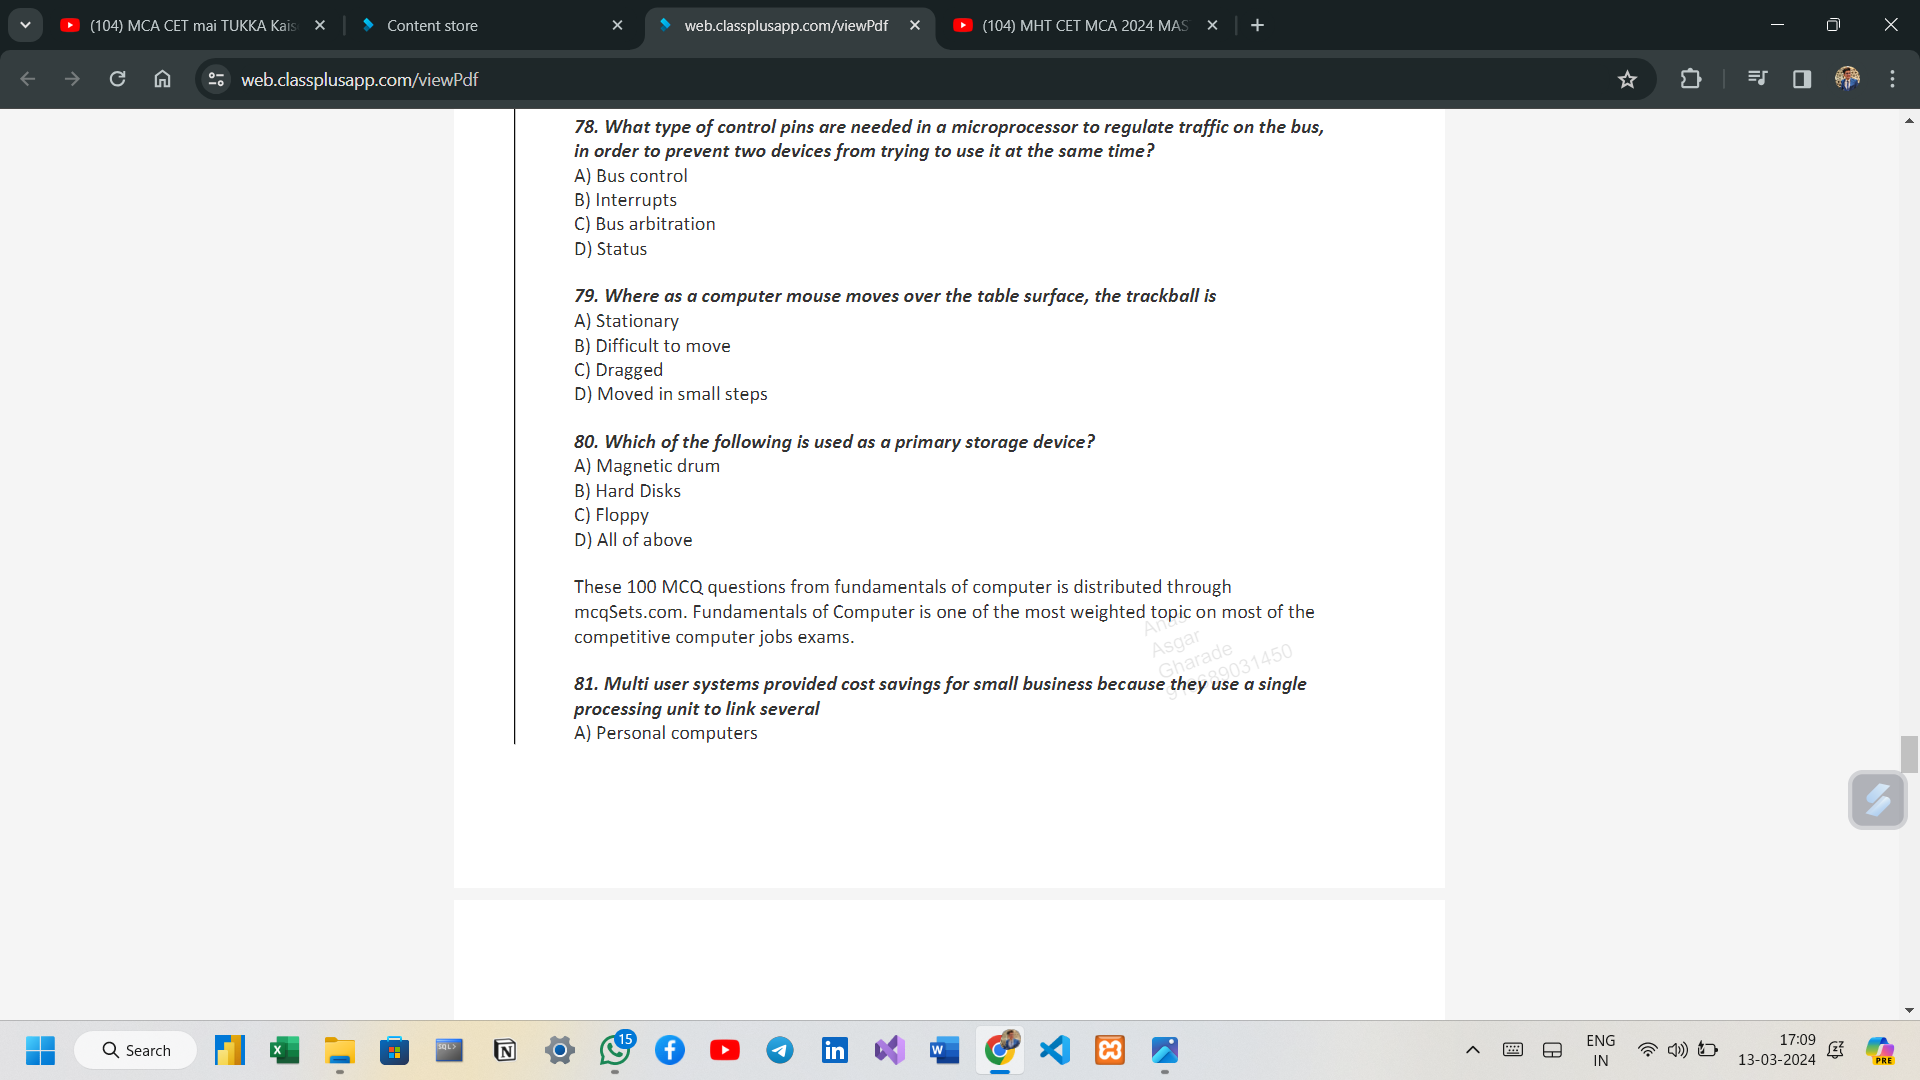 (104) MCA CET mai TUKKA Kais
Content store
web.classplusapp.com/viewPdf
(104) MHT CET MCA 2024 MAS
web.classplusapp.com/viewPdf
78. What type of control pins are needed in a microprocessor to regulate traffic on the bus,
in order to prevent two devices from trying to use it at the same time?
A) Bus control
B) Interrupts
C) Bus arbitration
D) Status
79. Where as a computer mouse moves over the table surface, the trackball is
A) Stationary
B) Difficult to move
C) Dragged
D) Moved in small steps
80. Which of the following is used as a primary storage device?
A) Magnetic drum
B) Hard Disks
C) Floppy
D) All of above
These 100 MCQ questions from fundamentals of computer is distributed through
mcqSets.com. Fundamentals of Computer is one of the most weighted topic on most of the
competitive computer jobs exams.
Asgar
Gharade
81. Multi user systems provided cost savings for small business because they use a single
processing unit to link several
A) Personal computers
Search
SQL>
15
ENG
IN
17:09
13-03-2024
PRE